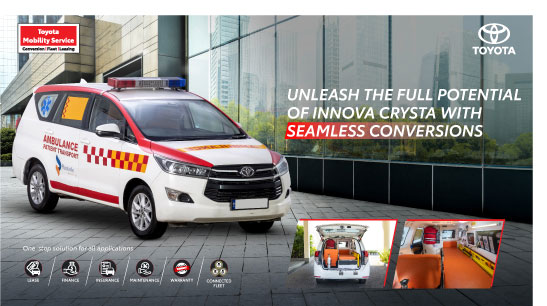 Toyota
Mobility Service
Conversion | Fleet | Leasing
TOYOTA
UNLEASH THE FULL POTENTIAL
OF INNOVA CRYSTA WITH
SEAMLESS CONVERSIONS
AMBULANCE
PATIENT TRANSPORT
One stop solution for all Applications
LEASE
FINANCE
INSURANCE
MAINTENANCE
WARRANTY
CONNECTED
FLEET